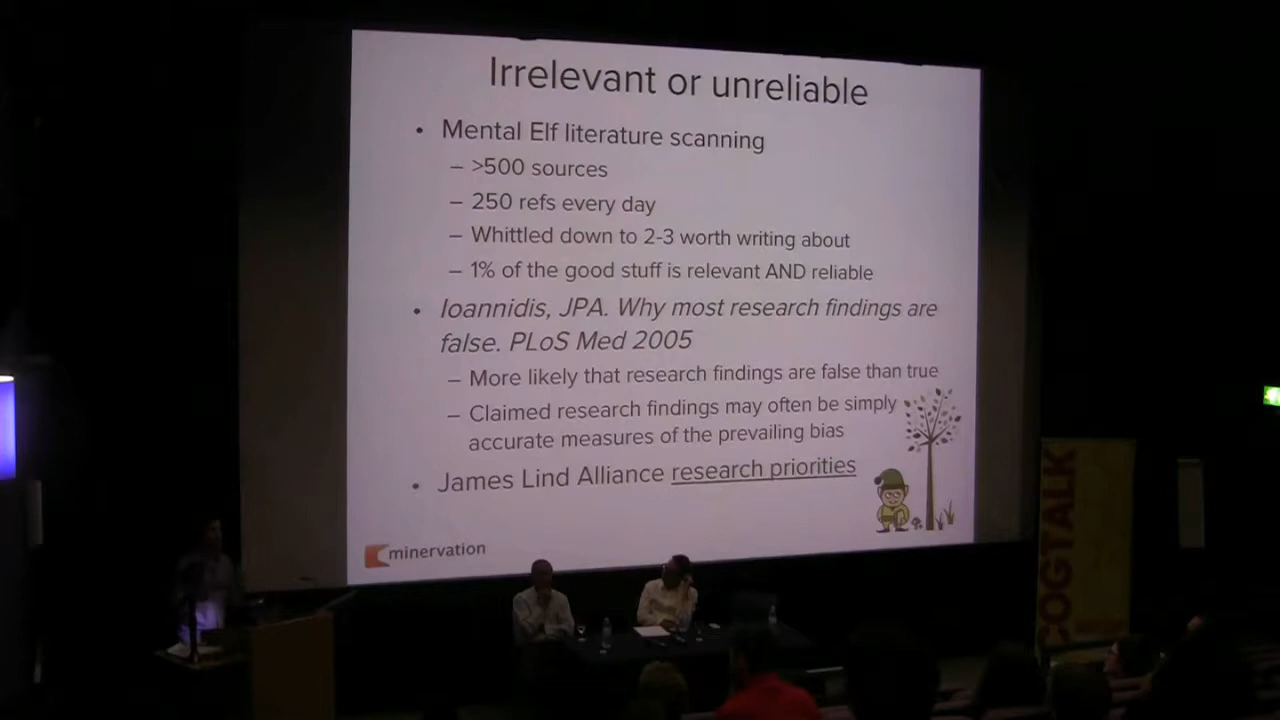 Irrelevant or unreliable
• Mental Elf literature scanning
– >500 sources
– 250 refs every day
– Whittled down to 2-3 worth writing about
– 1% of the good stuff is relevant AND reliable
• Ioannidis, JPA. Why most research findings are
false. PLoS Med 2005
– More likely that research findings are false than true
– Claimed research findings may often be simply
accurate measures of the prevailing bias
• James Lind Alliance research priorities
minervation
COGTALK